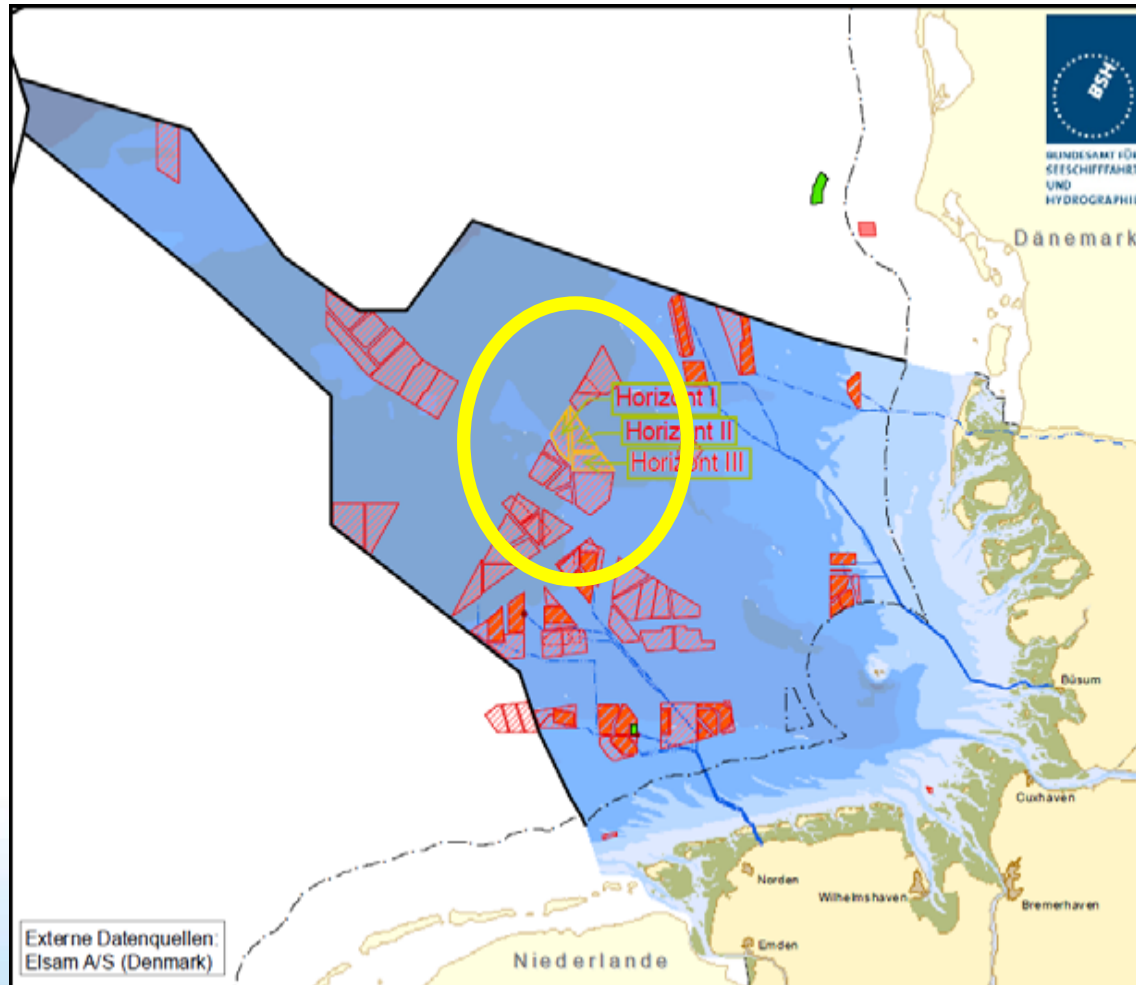 BSH
BUNDESAMT FÜR
SEESCHIFFFAHRT
UND
HYDROGRAPHIE
Dänemark
Horizont I
Horizont II
Horizont III
Büsum
Cuxhaven
Norden
Wilhelmshaven
Bremerhaven
Emden
Niederlande
Externe Datenquellen:
Elsam A/S (Denmark)